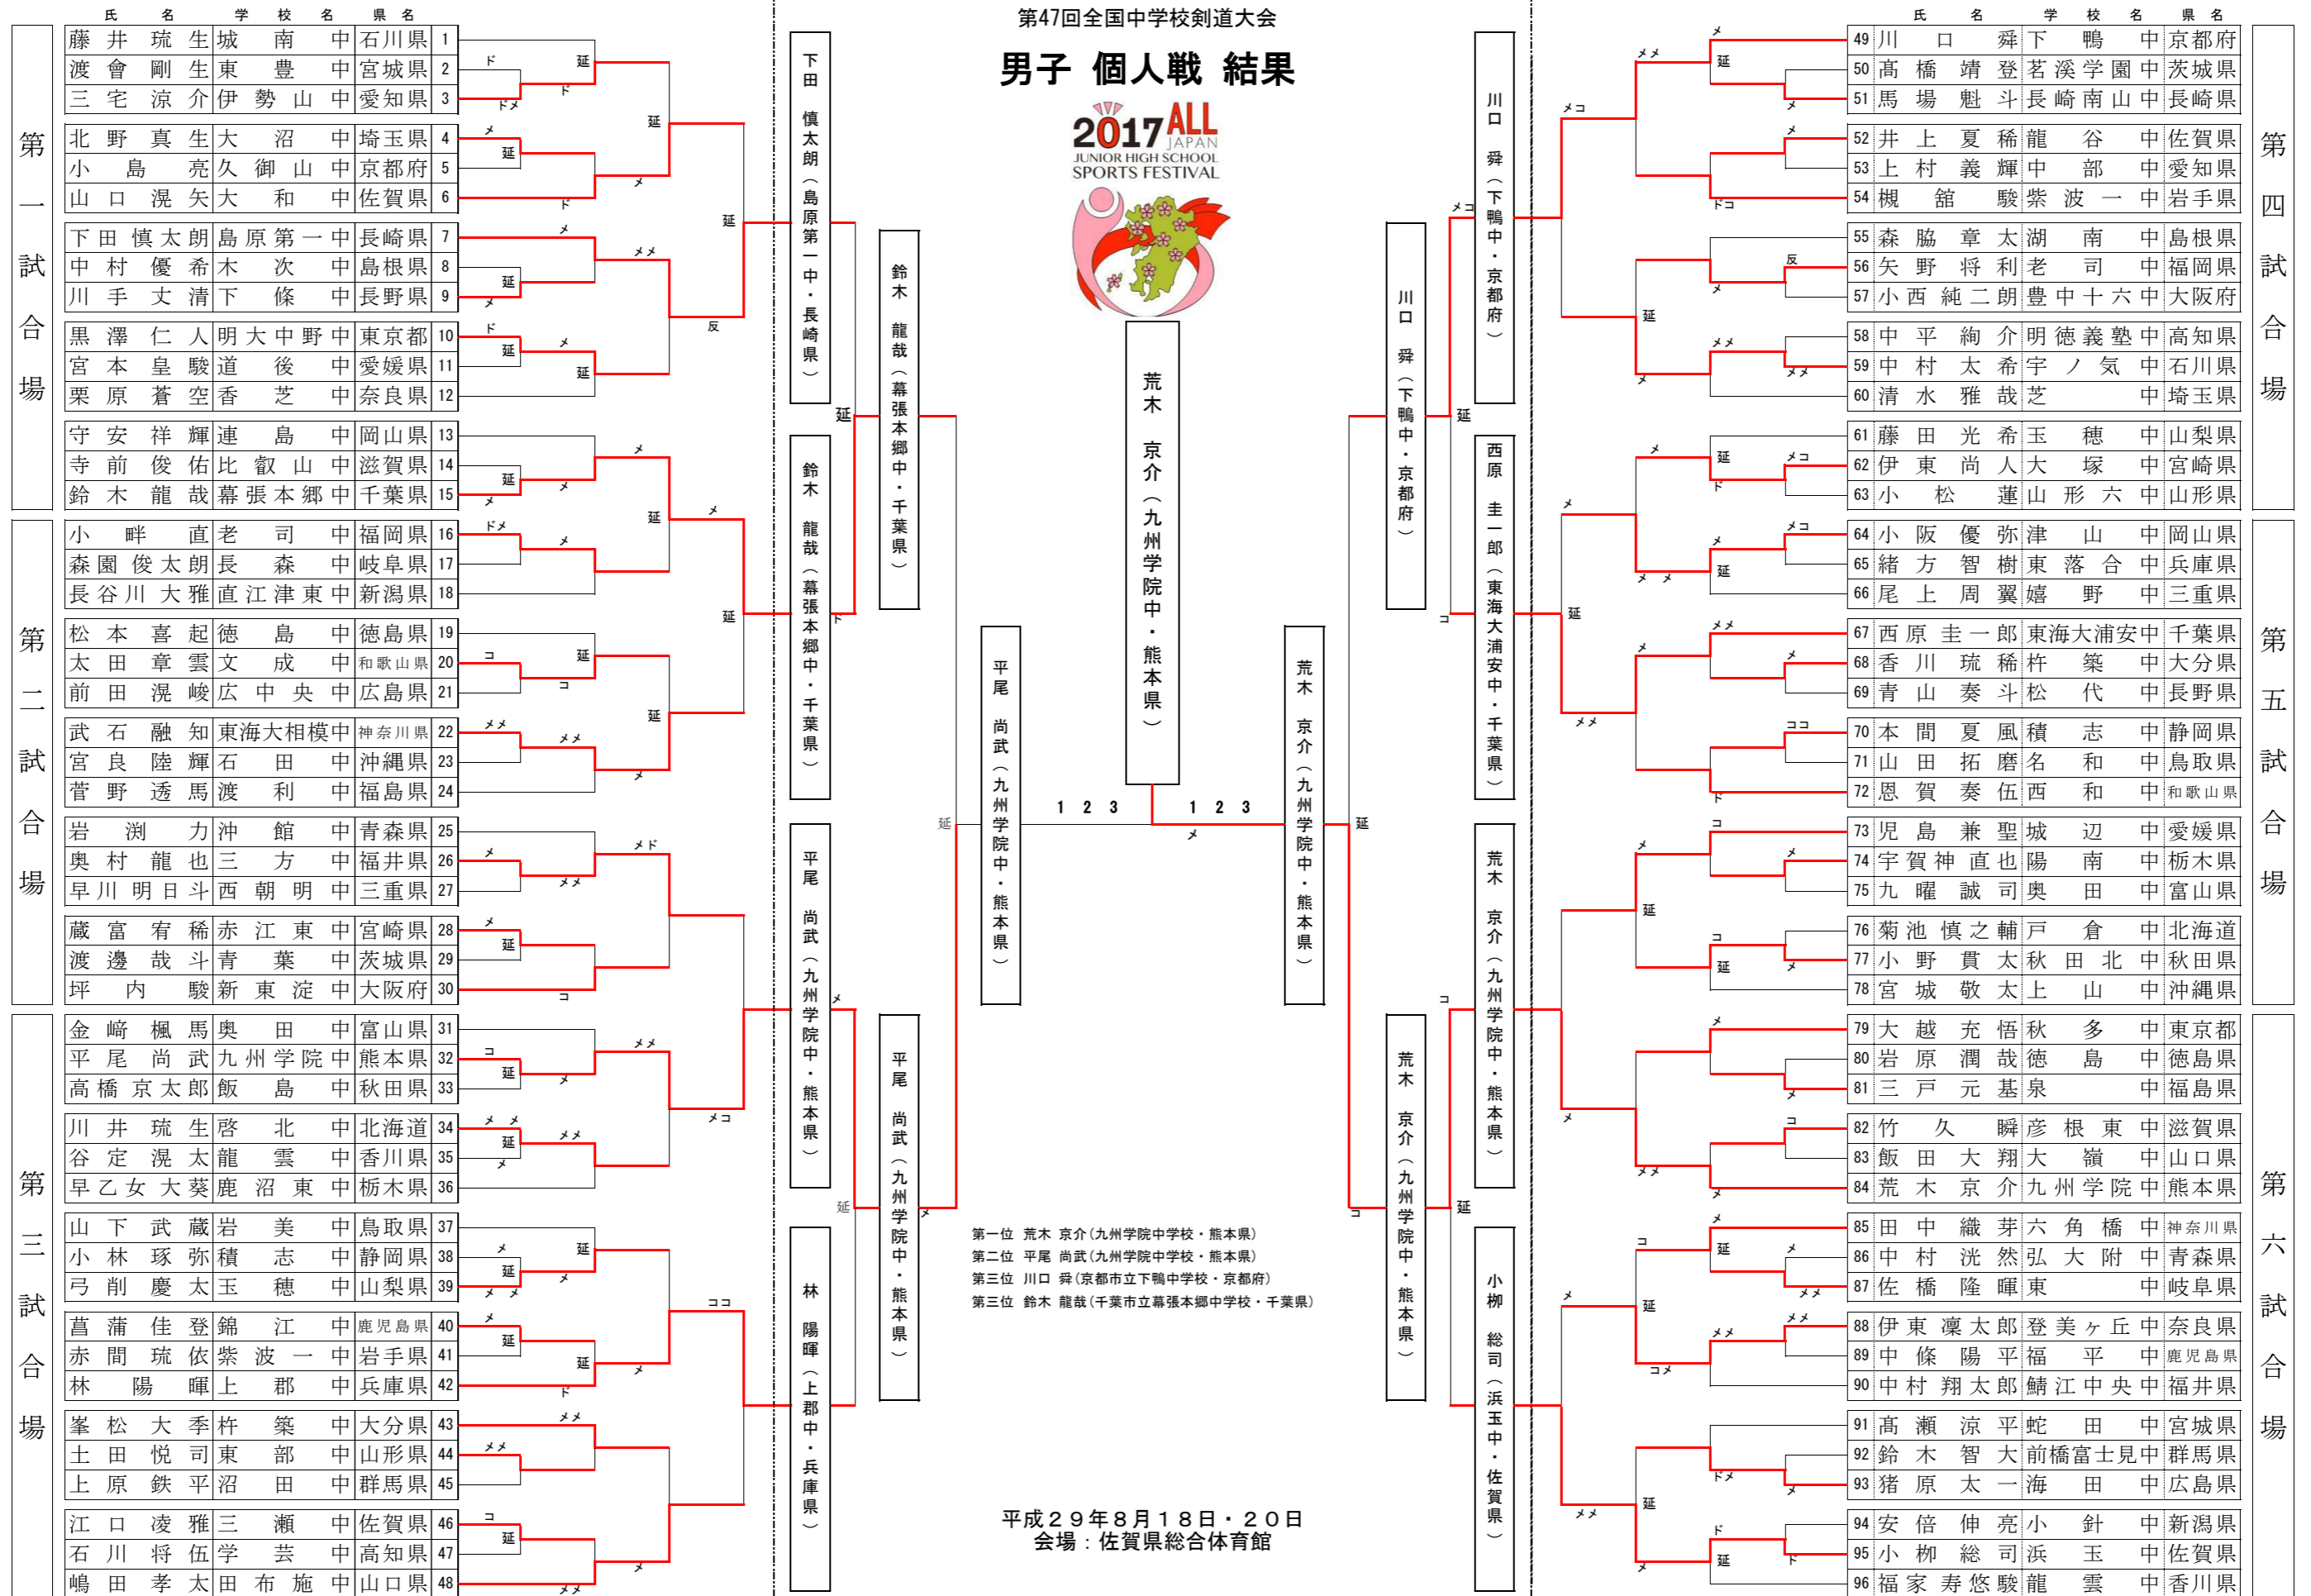 第47回全国中学校剣道大会
男子 個人戦 結果
2017 ALL
JAPAN
JUNIOR HIGH SCHOOL
SPORTS FESTIVAL
氏 名 学 校 名 県 名
第一試合場
藤井琉生 城南中 石川県 1
渡會剛生 東豊中 宮城県 2
三宅涼介 伊勢山中 愛知県 3
北野真生 大沼中 埼玉県 4
小島亮 久御山中 京都府 5
山口滉矢 大和中 佐賀県 6
下田慎太朗 島原第一中 長崎県 7
中村優希 木次中 島根県 8
川手丈清 下條中 長野県 9
黒澤仁人 明大中野中 東京都 10
宮本皇駿 道後中 愛媛県 11
栗原蒼空 香芝中 奈良県 12
守安祥輝 連島中 岡山県 13
寺前俊佑 比叡山中 滋賀県 14
鈴木龍哉 幕張本郷中 千葉県 15
第二試合場
小畔直 老司中 福岡県 16
森園俊太朗 長森中 岐阜県 17
長谷川大雅 直江津東中 新潟県 18
松本喜起 徳島中 徳島県 19
太田章雲 文成中 和歌山県 20
前田滉峻 広中央中 広島県 21
武石融知 東海大相模中 神奈川県 22
宮良陸輝 石田中 沖縄県 23
菅野透馬 渡利中 福島県 24
岩渕力 沖館中 青森県 25
奥村龍也 三方中 福井県 26
早川明日斗 西朝明中 三重県 27
蔵富宥稀 赤江東中 宮崎県 28
渡邊哉斗 青葉中 茨城県 29
坪内駿 新東淀中 大阪府 30
第三試合場
金﨑楓馬 奥田中 富山県 31
平尾尚武 九州学院中 熊本県 32
高橋京太郎 飯島中 秋田県 33
川井琉生 啓北中 北海道 34
谷定滉太 龍雲中 香川県 35
早乙女大葵 鹿沼東中 栃木県 36
山下武蔵 岩美中 鳥取県 37
小林琢弥 積志中 静岡県 38
弓削慶太 玉穂中 山梨県 39
菖蒲佳登 錦江中 鹿児島県 40
赤間琉依 紫波一中 岩手県 41
林陽暉 上郡中 兵庫県 42
峯松大季 杵築中 大分県 43
土田悦司 東部中 山形県 44
上原鉄平 沼田中 群馬県 45
江口凌雅 三瀬中 佐賀県 46
石川将伍 学芸中 高知県 47
嶋田孝太 田布施中 山口県 48
下田 慎太朗（島原第一中・長崎県）
鈴木 龍哉（幕張本郷中・千葉県）
平尾 尚武（九州学院中・熊本県）
林 陽暉（上郡中・兵庫県）
鈴木 龍哉（幕張本郷中・千葉県）
平尾 尚武（九州学院中・熊本県）
平尾 尚武（九州学院中・熊本県）
荒木 京介（九州学院中・熊本県）
1 2 3
1 2 3
メ
荒木 京介（九州学院中・熊本県）
川口 舜（下鴨中・京都府）
荒木 京介（九州学院中・熊本県）
川口 舜（下鴨中・京都府）
西原 圭一郎（東海大浦安中・千葉県）
荒木 京介（九州学院中・熊本県）
小栁 総司（浜玉中・佐賀県）
第一位 荒木 京介(九州学院中学校・熊本県)
第二位 平尾 尚武(九州学院中学校・熊本県)
第三位 川口 舜(京都市立下鴨中学校・京都府)
第三位 鈴木 龍哉(千葉市立幕張本郷中学校・千葉県)
平成２９年８月１８日・２０日
会場：佐賀県総合体育館
氏 名 学 校 名 県 名
第四試合場
49 川口舜 下鴨中 京都府
50 髙橋靖登 茗溪学園中 茨城県
51 馬場魁斗 長崎南山中 長崎県
52 井上夏稀 龍谷中 佐賀県
53 上村義輝 中部中 愛知県
54 槻舘駿 紫波一中 岩手県
55 森脇章太 湖南中 島根県
56 矢野将利 老司中 福岡県
57 小西純二朗 豊中十六中 大阪府
58 中平絢介 明徳義塾中 高知県
59 中村太希 宇ノ気中 石川県
60 清水雅哉 芝中 埼玉県
61 藤田光希 玉穂中 山梨県
62 伊東尚人 大塚中 宮崎県
63 小松蓮 山形六中 山形県
第五試合場
64 小阪優弥 津山中 岡山県
65 緒方智樹 東落合中 兵庫県
66 尾上周翼 嬉野中 三重県
67 西原圭一郎 東海大浦安中 千葉県
68 香川琉稀 杵築中 大分県
69 青山奏斗 松代中 長野県
70 本間夏風 積志中 静岡県
71 山田拓磨 名和中 鳥取県
72 恩賀奏伍 西和中 和歌山県
73 児島兼聖 城辺中 愛媛県
74 宇賀神直也 陽南中 栃木県
75 九曜誠司 奥田中 富山県
76 菊池慎之輔 戸倉中 北海道
77 小野貫太 秋田北中 秋田県
78 宮城敬太 上山中 沖縄県
第六試合場
79 大越充悟 秋多中 東京都
80 岩原潤哉 徳島中 徳島県
81 三戸元基 泉中 福島県
82 竹久瞬 彦根東中 滋賀県
83 飯田大翔 大嶺中 山口県
84 荒木京介 九州学院中 熊本県
85 田中織芽 六角橋中 神奈川県
86 中村洸然 弘大附中 青森県
87 佐橋隆暉 東中 岐阜県
88 伊東凜太郎 登美ヶ丘中 奈良県
89 中條陽平 福平中 鹿児島県
90 中村翔太郎 鯖江中央中 福井県
91 髙瀬涼平 蛇田中 宮城県
92 鈴木智大 前橋富士見中 群馬県
93 猪原太一 海田中 広島県
94 安倍伸亮 小針中 新潟県
95 小栁総司 浜玉中 佐賀県
96 福家寿悠駿 龍雲中 香川県